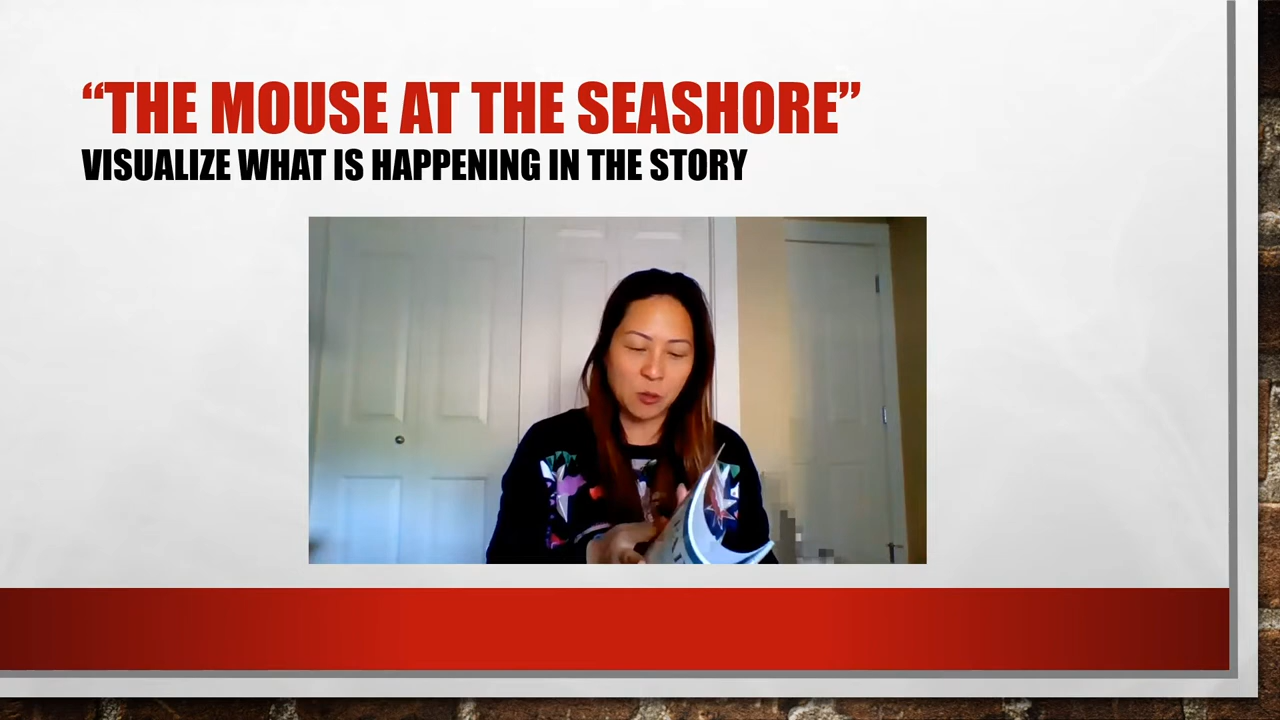 “THE MOUSE AT THE SEASHORE”
VISUALIZE WHAT IS HAPPENING IN THE STORY